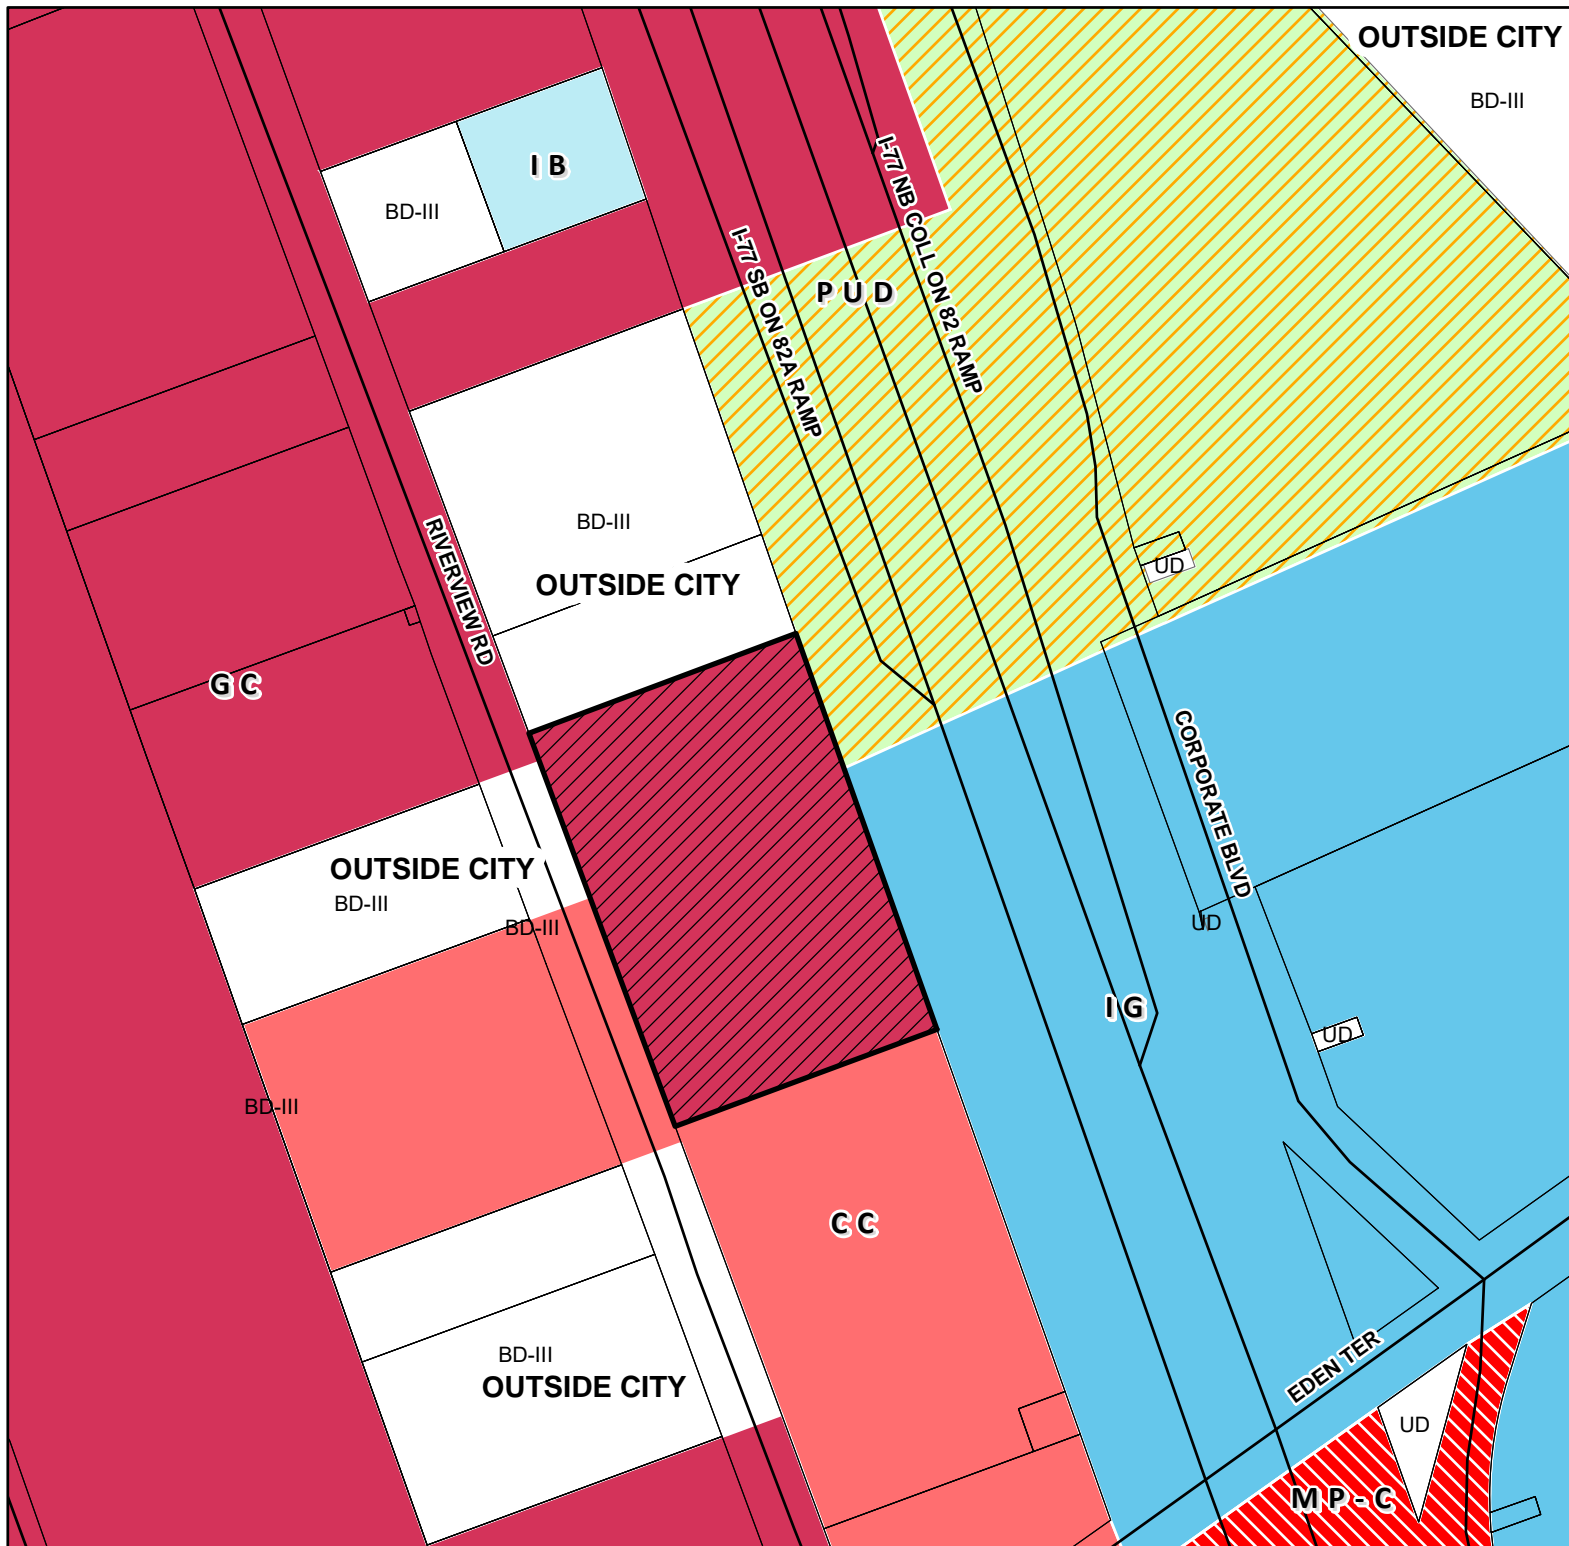 OUTSIDE CITY
BD-III
I B
BD-III
I-77 NB COLL ON 82 RAMP
I-77 SB ON 82A RAMP
P U D
BD-III
RIVERVIEW RD
OUTSIDE CITY
UD
G C
CORPORATE BLVD
OUTSIDE CITY
BD-III
BD-III
UD
I G
UD
BD-III
C C
BD-III
OUTSIDE CITY
EDEN TER
UD
M P - C